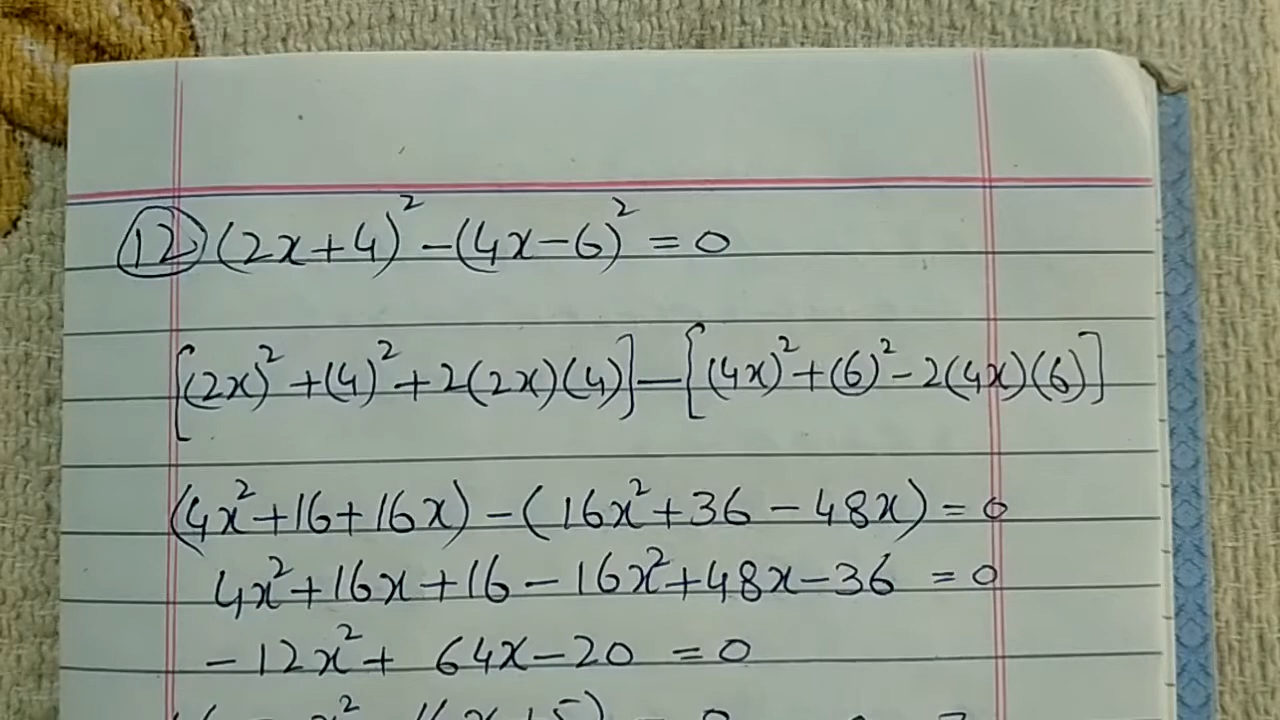 12 (2x+4)² - (4x-6)² = 0
[(2x)² + (4)² + 2(2x)(4)] - [(4x)² + (6)² - 2(4x)(6)]
(4x² + 16 + 16x) - (16x² + 36 - 48x) = 0
4x² + 16x + 16 - 16x² + 48x - 36 = 0
- 12x² + 64x - 20 = 0